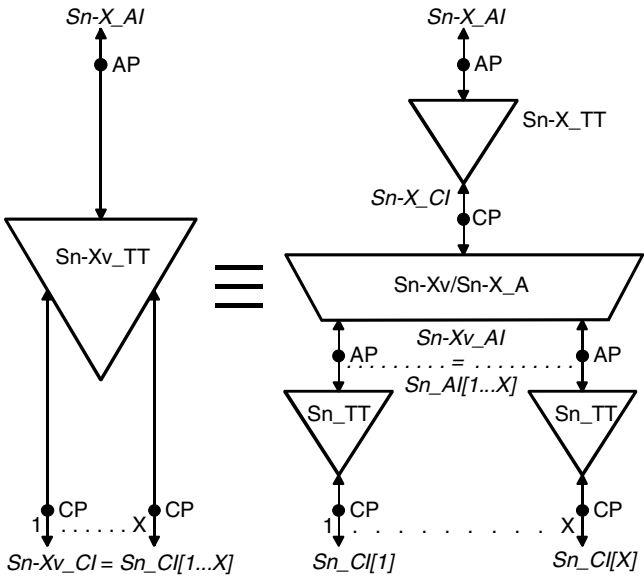 Sn-X_AI
AP
Sn-Xv_TT
CP CP
1 . . . . . . X
Sn-Xv_CI = Sn_CI[1...X]
≡
Sn-X_AI
AP
Sn-X_TT
Sn-X_CI
CP
Sn-Xv/Sn-X_A
Sn-Xv_AI
AP . . . . . . . . = . . . . . . . . AP
Sn_AI[1...X]
Sn_TT Sn_TT
CP CP
1 . . . . . . . . . X
Sn_CI[1] Sn_CI[X]